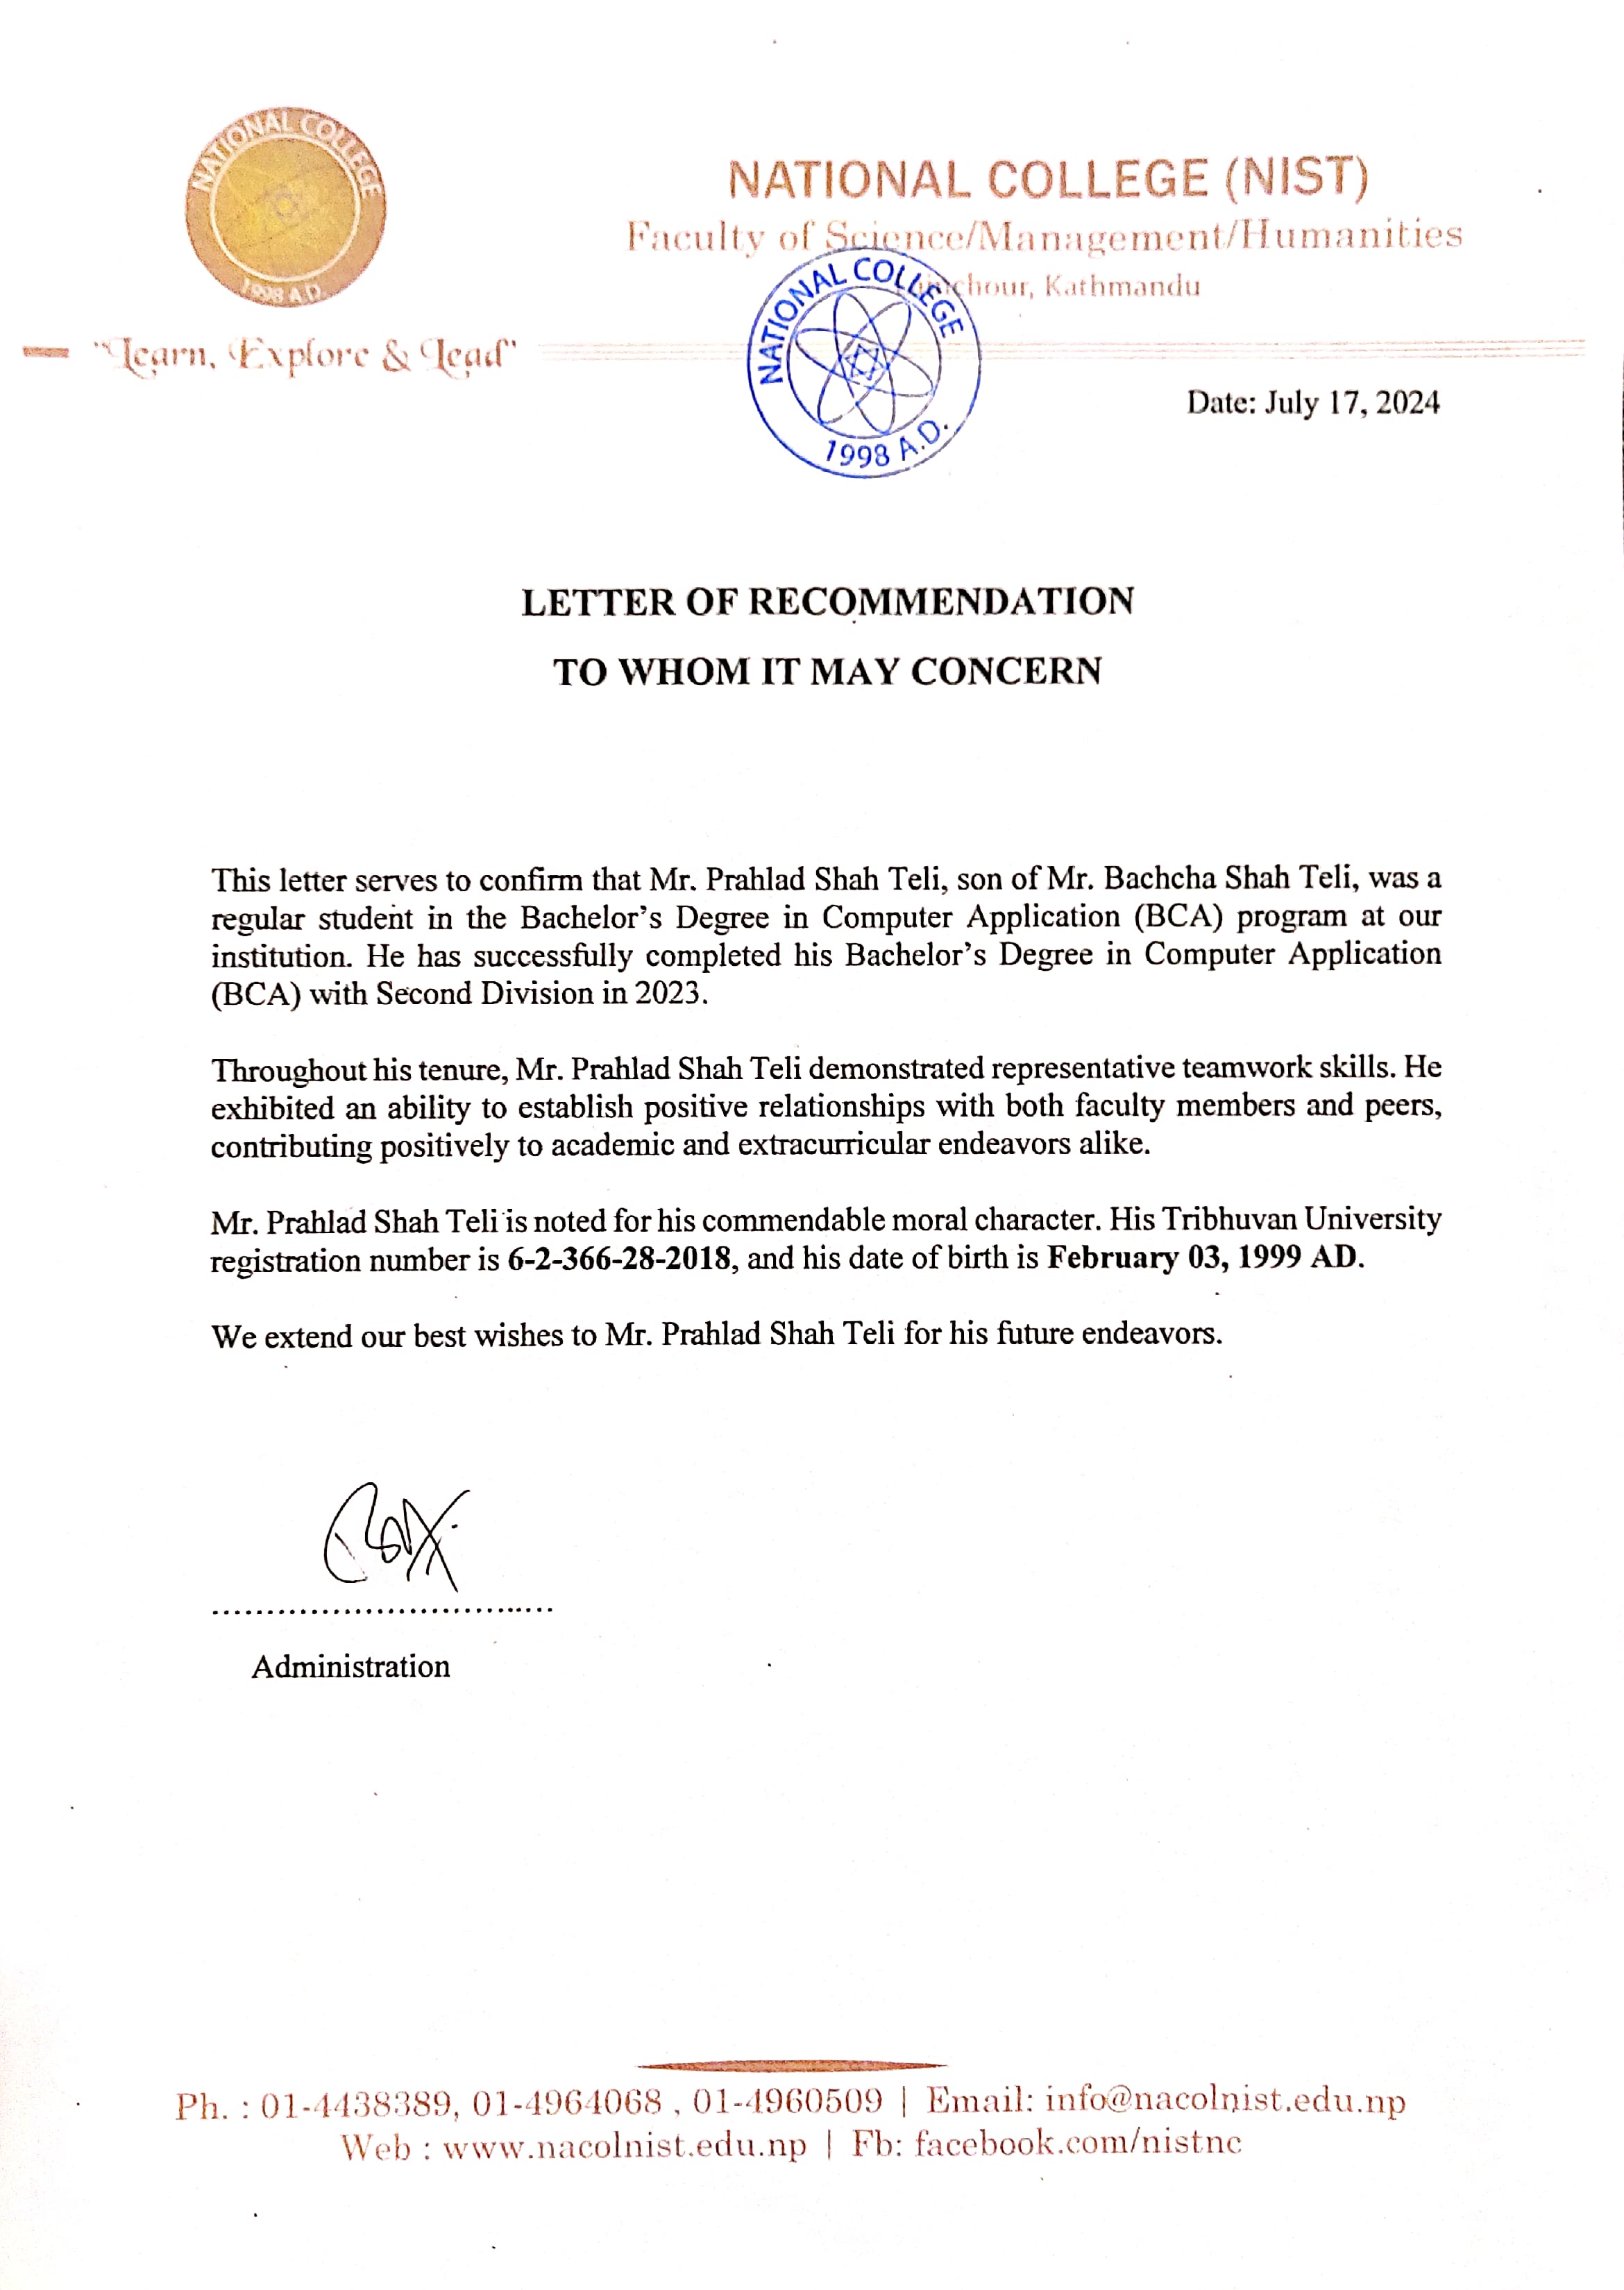 NATIONAL COLLEGE
1998 A.D.
NATIONAL COLLEGE (NIST)
Faculty of Science/Management/Humanities
Kathmandu
"Learn, Explore & Lead"
NATIONAL COLLEGE
1998 A.D.
Date: July 17, 2024
LETTER OF RECOMMENDATION
TO WHOM IT MAY CONCERN
This letter serves to confirm that Mr. Prahlad Shah Teli, son of Mr. Bachcha Shah Teli, was a
regular student in the Bachelor's Degree in Computer Application (BCA) program at our
institution. He has successfully completed his Bachelor's Degree in Computer Application
(BCA) with Second Division in 2023.
Throughout his tenure, Mr. Prahlad Shah Teli demonstrated representative teamwork skills. He
exhibited an ability to establish positive relationships with both faculty members and peers,
contributing positively to academic and extracurricular endeavors alike.
Mr. Prahlad Shah Teli is noted for his commendable moral character. His Tribhuvan University
registration number is 6-2-366-28-2018, and his date of birth is February 03, 1999 AD.
We extend our best wishes to Mr. Prahlad Shah Teli for his future endeavors.
Administration
Ph. : 01-4438389, 01-4964068 , 01-4960509 | Email: info@nacolnist.edu.np
Web : www.nacolnist.edu.np | Fb: facebook.com/nistnc